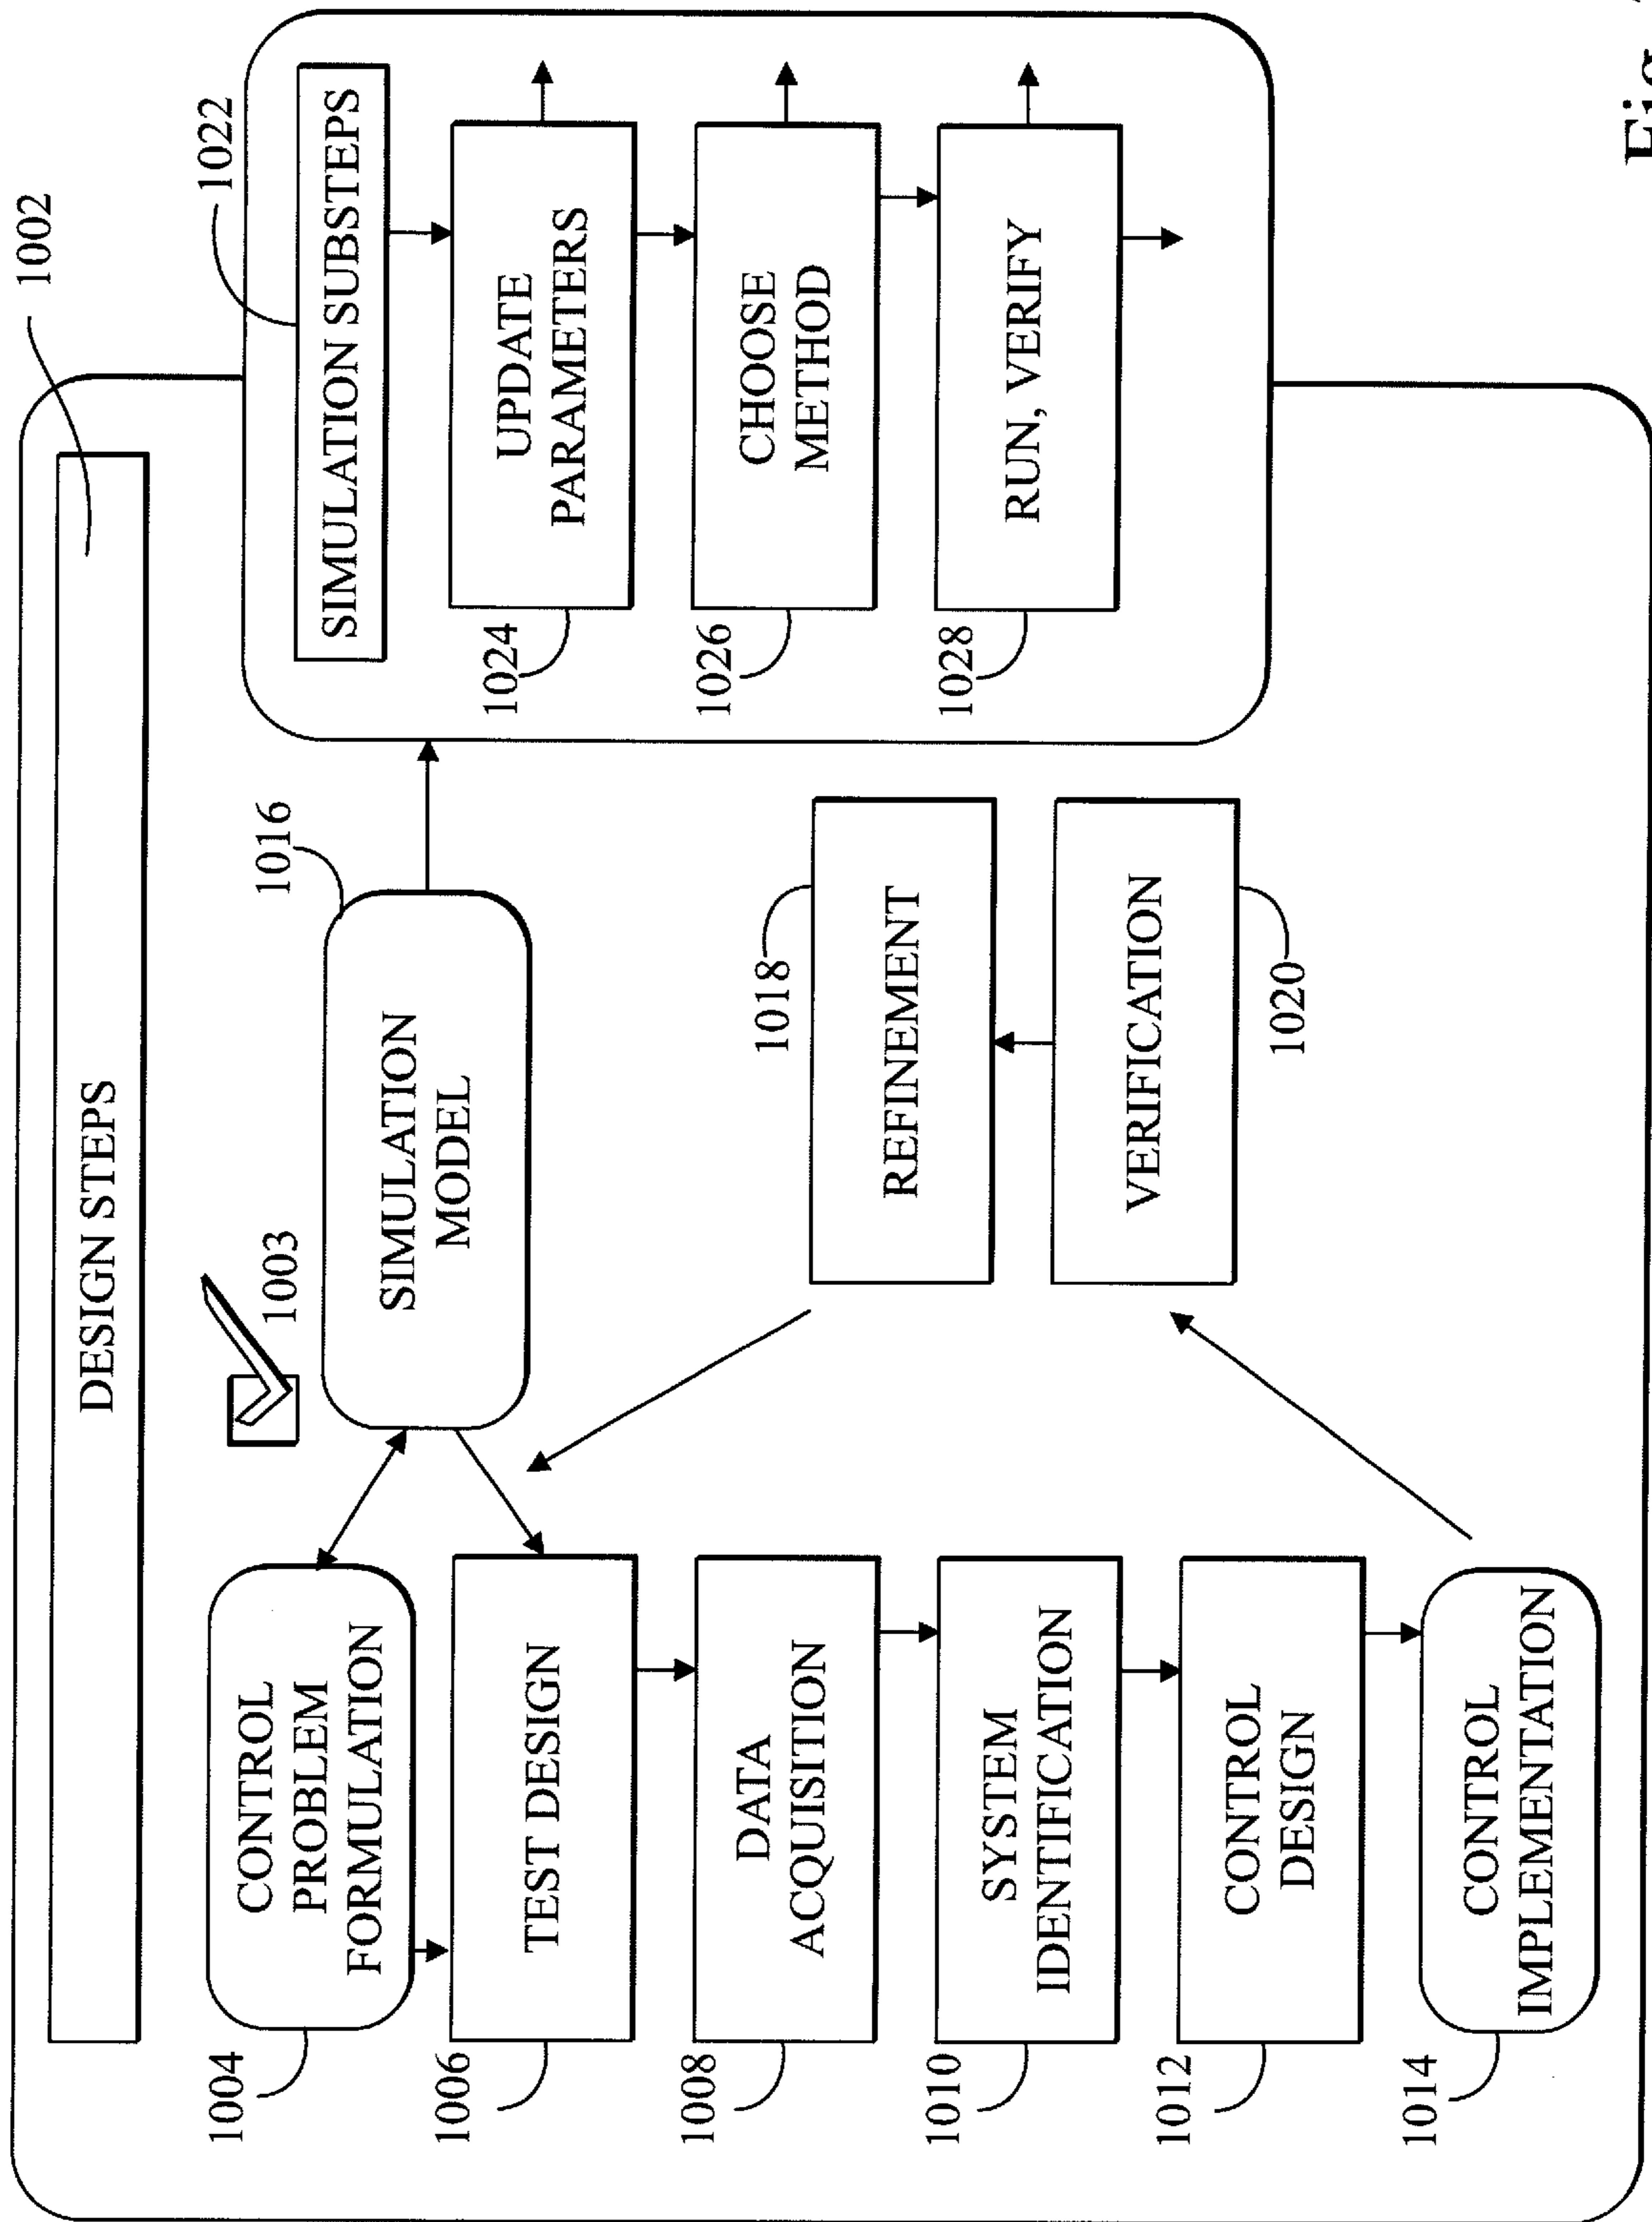 1002
DESIGN STEPS
1003
1004
CONTROL
PROBLEM
FORMULATION
1006
TEST DESIGN
1008
DATA
ACQUISITION
1010
SYSTEM
IDENTIFICATION
1012
CONTROL
DESIGN
1014
CONTROL
IMPLEMENTATION
1016
SIMULATION
MODEL
1018
REFINEMENT
VERIFICATION
1020
1022
SIMULATION SUBSTEPS
1024
UPDATE
PARAMETERS
1026
CHOOSE
METHOD
1028
RUN, VERIFY
Fig.